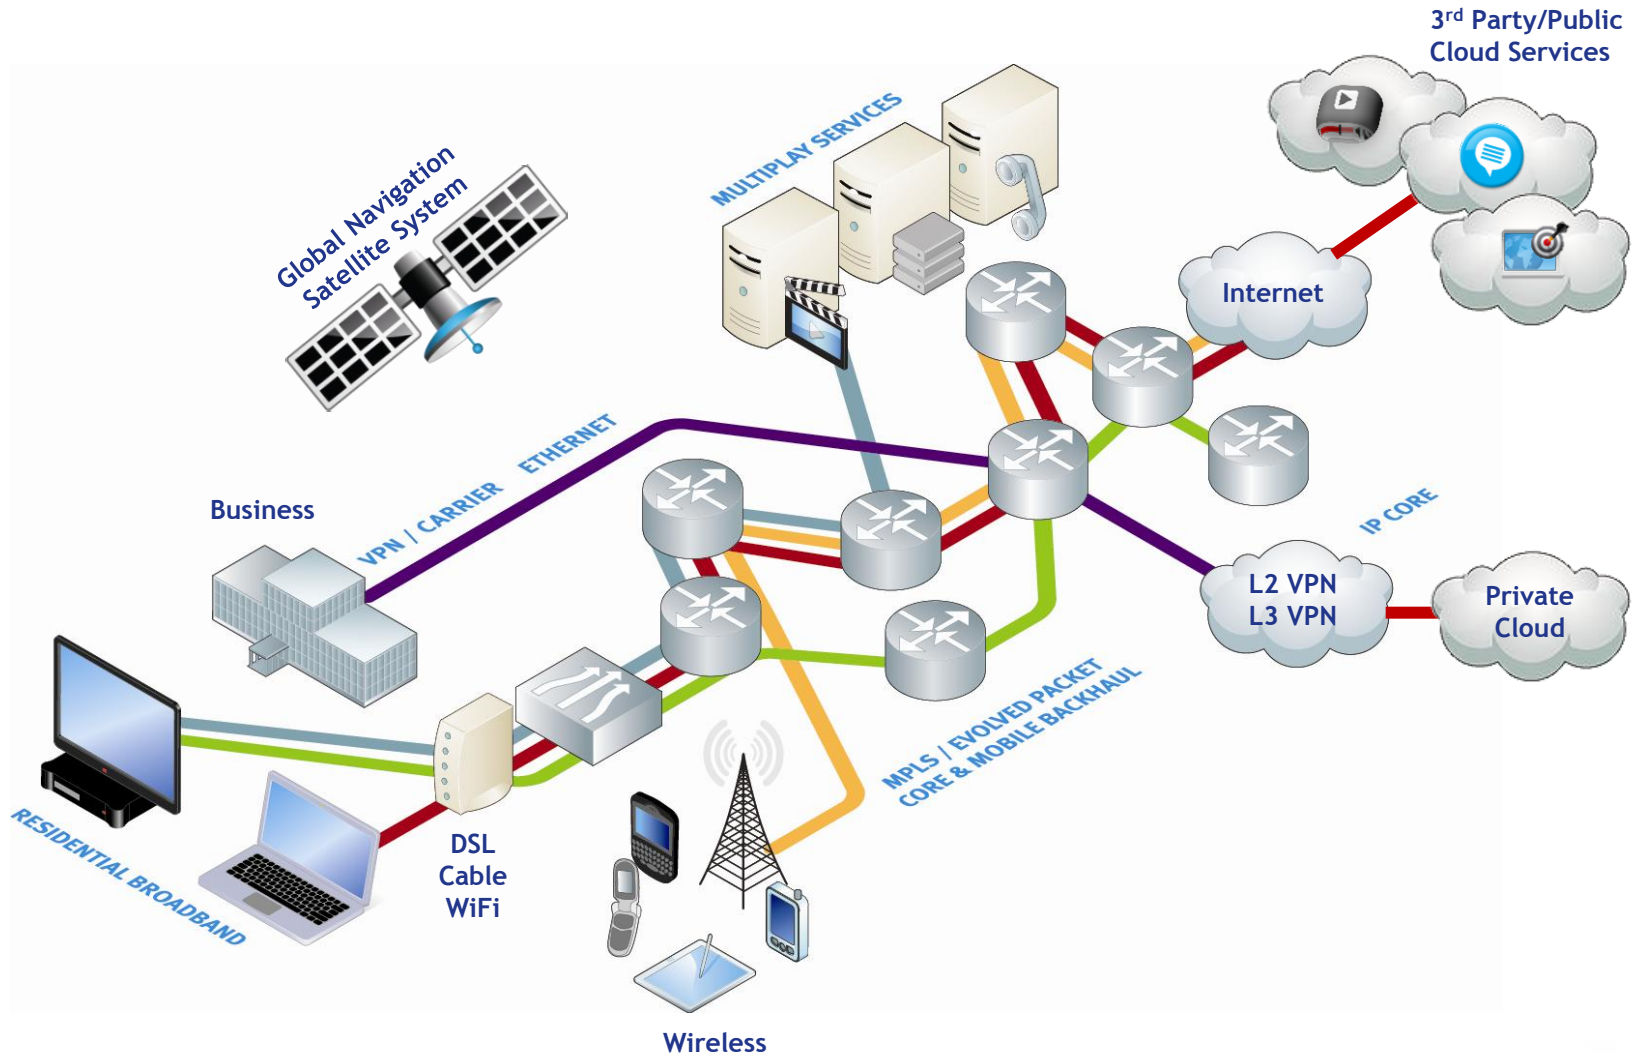 3rd Party/Public
Cloud Services
MULTIPLAY SERVICES
Global Navigation
Satellite System
Internet
VPN / CARRIER ETHERNET
Business
IP CORE
L2 VPN
L3 VPN
Private
Cloud
MPLS / EVOLVED PACKET
CORE & MOBILE BACKHAUL
RESIDENTIAL BROADBAND
DSL
Cable
WiFi
Wireless